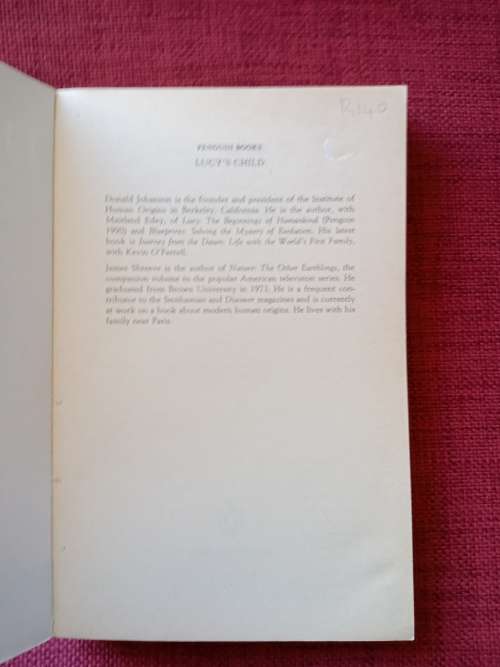 R140
PENGUIN BOOKS
LUCY'S CHILD
Donald Johanson is the founder and president of the Institute of
Human Origins in Berkeley, California. He is the author, with
Maitland Edey, of Lucy: The Beginnings of Humankind (Penguin
1990) and Blueprints: Solving the Mystery of Evolution. His latest
book is Journey from the Dawn: Life with the World's First Family,
with Kevin O'Farrell.
James Shreeve is the author of Nature: The Other Earthlings, the
companion volume to the popular American television series. He
graduated from Brown University in 1973. He is a frequent con-
tributor to the Smithsonian and Discover magazines and is currently
at work on a book about modern human origins. He lives with his
family near Paris.